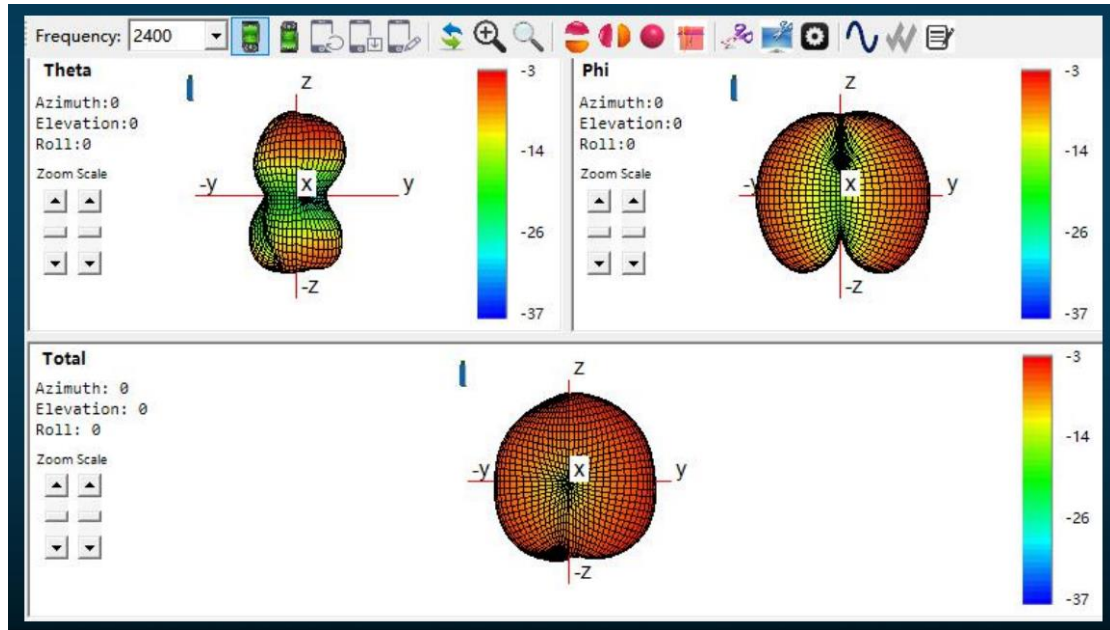 Frequency: 2400
Theta
Azimuth:0
Elevation:0
Roll:0
Zoom Scale
z
-y
x
y
-z
-3
-14
-26
-37
Phi
Azimuth:0
Elevation:0
Roll:0
Zoom Scale
z
-y
x
y
-z
-3
-14
-26
-37
Total
Azimuth: 0
Elevation: 0
Roll: 0
Zoom Scale
z
-y
x
y
-z
-3
-14
-26
-37